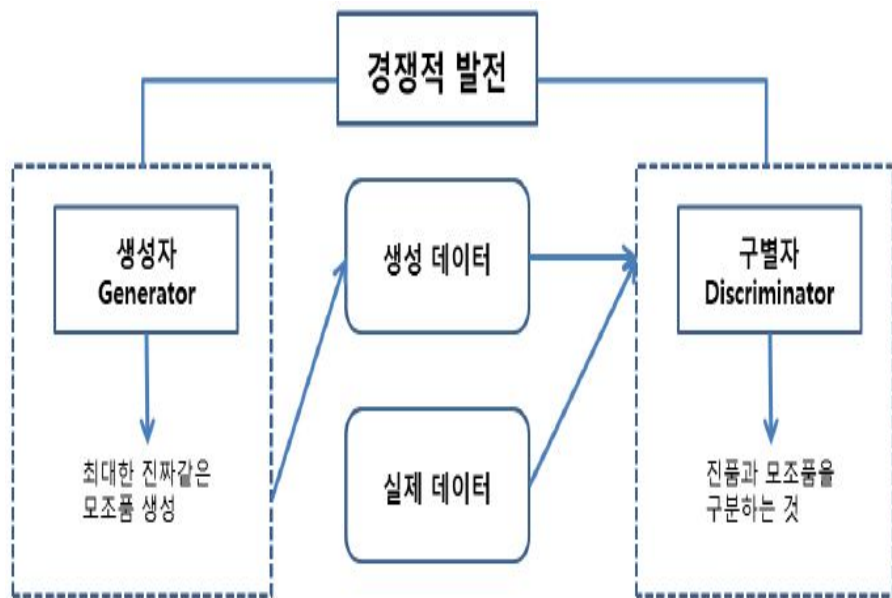 경쟁적 발전
생성자
Generator
최대한 진짜같은
모조품 생성
생성 데이터
실제 데이터
구별자
Discriminator
진품과 모조품을
구분하는 것